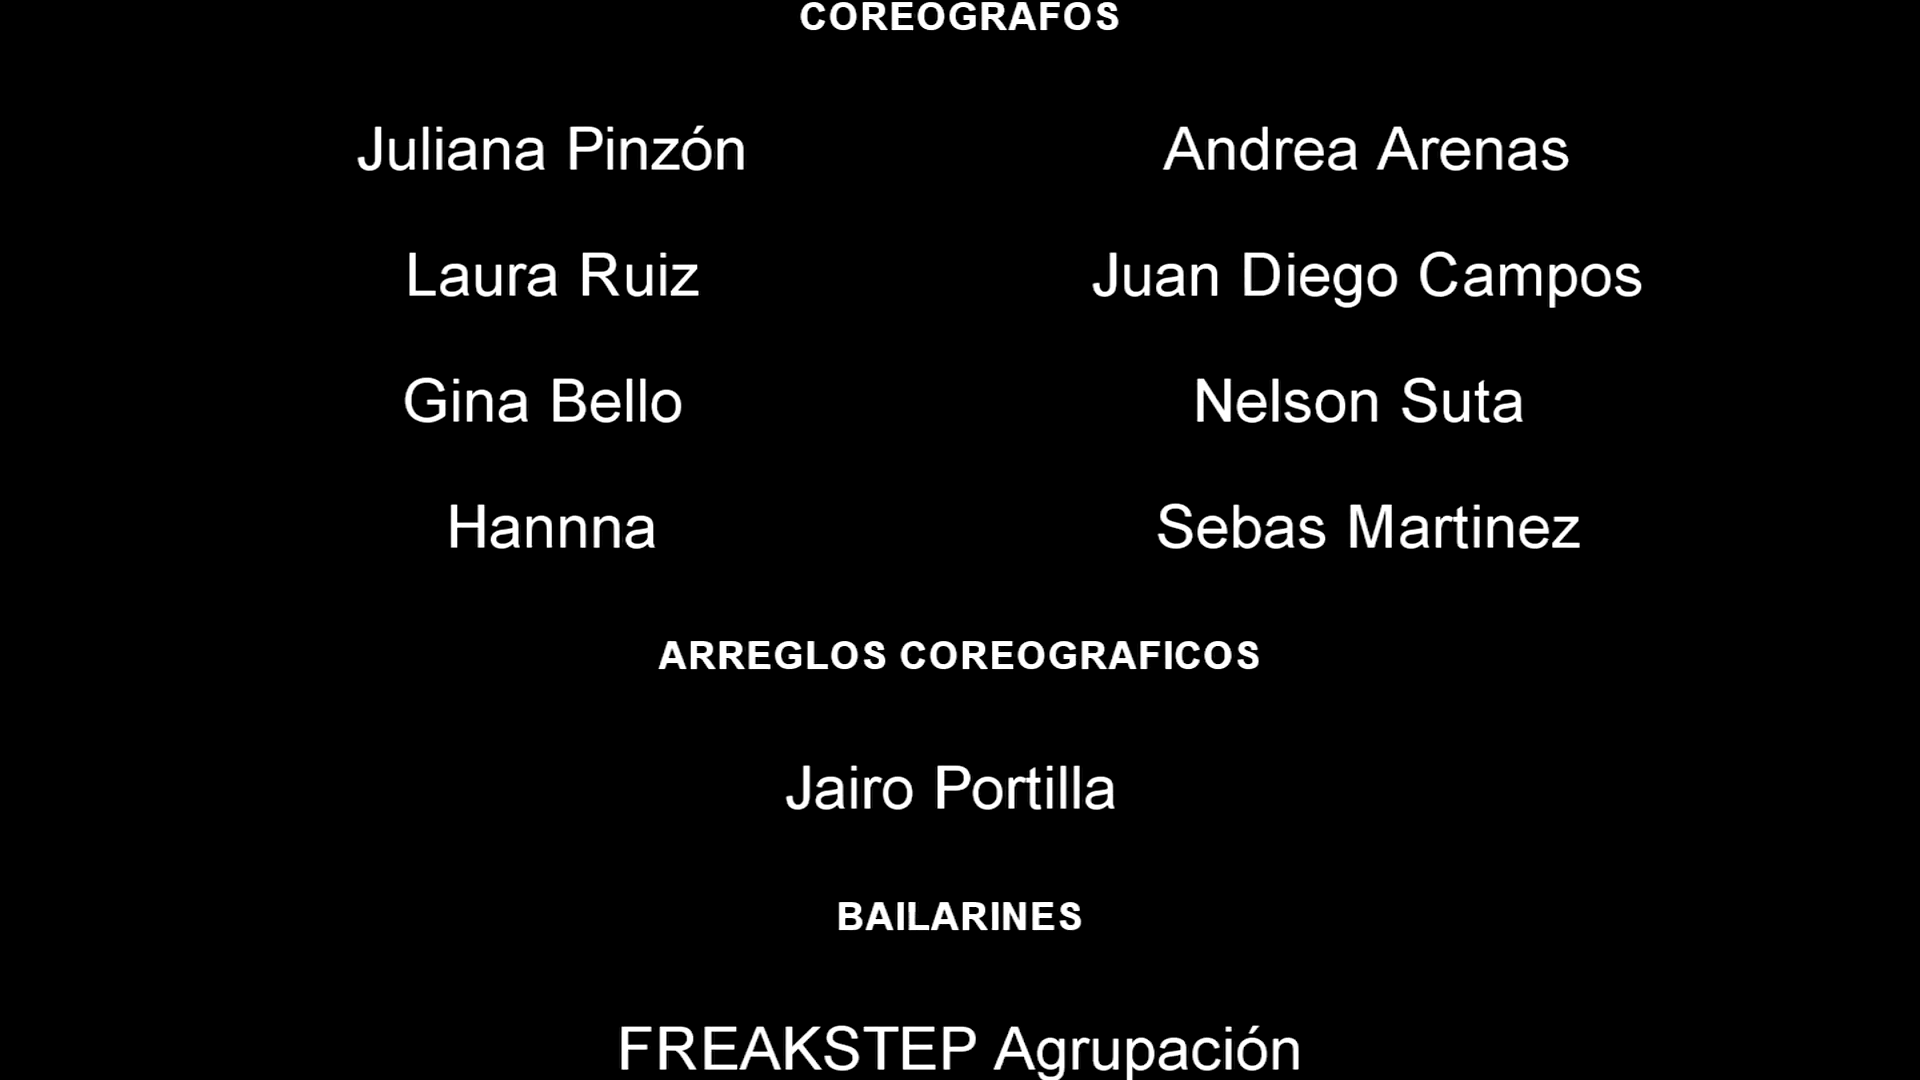 COREOGRAFOS
Juliana Pinzón Andrea Arenas
Laura Ruiz Juan Diego Campos
Gina Bello Nelson Suta
Hannna Sebas Martinez
ARREGLOS COREOGRAFICOS
Jairo Portilla
BAILARINES
FREAKSTEP Agrupación